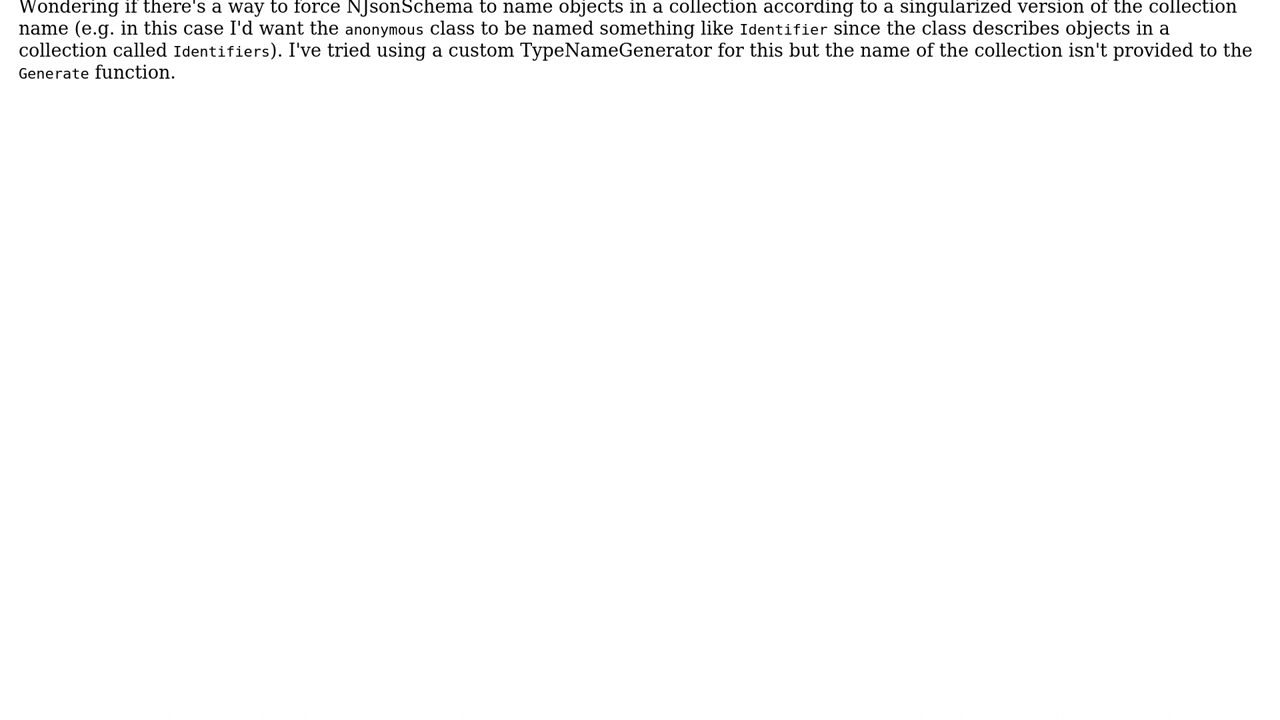 Wondering if there's a way to force NJsonSchema to name objects in a collection according to a singularized version of the collection
name (e.g. in this case I'd want the anonymous class to be named something like Identifier since the class describes objects in a
collection called Identifiers). I've tried using a custom TypeNameGenerator for this but the name of the collection isn't provided to the
Generate function.